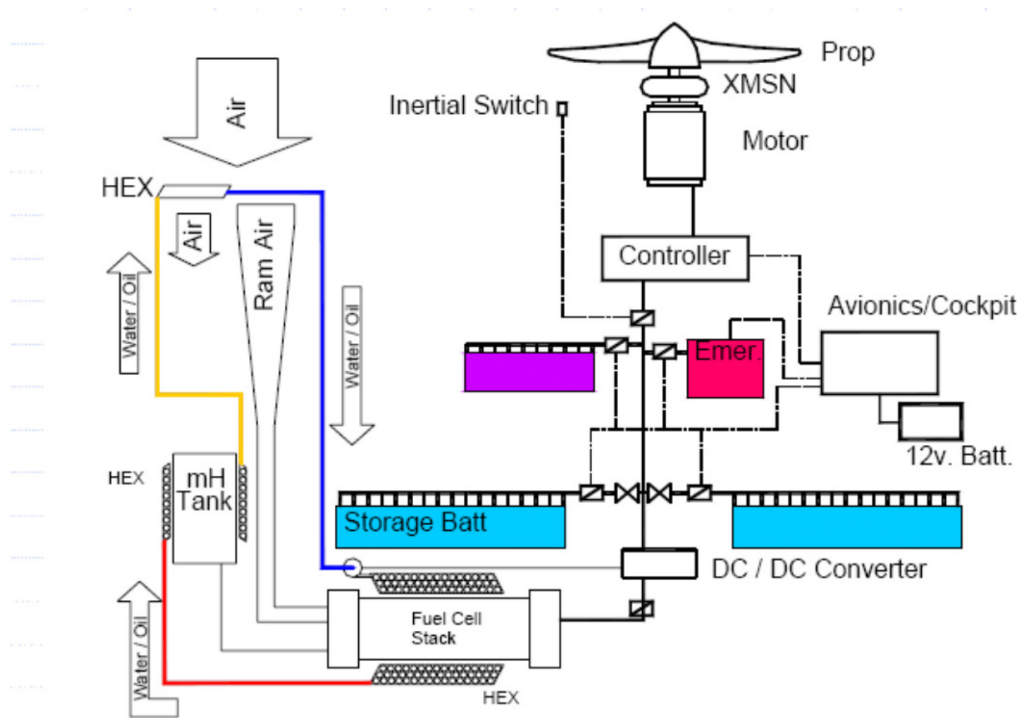 Prop
XMSN
Inertial Switch
Motor
Air
HEX
Air
Ram Air
Controller
Water / Oil
Water / Oil
Avionics/Cockpit
Emer.
12v. Batt.
HEX
mH
Tank
Storage Batt
DC / DC Converter
Fuel Cell
Stack
Water / Oil
HEX